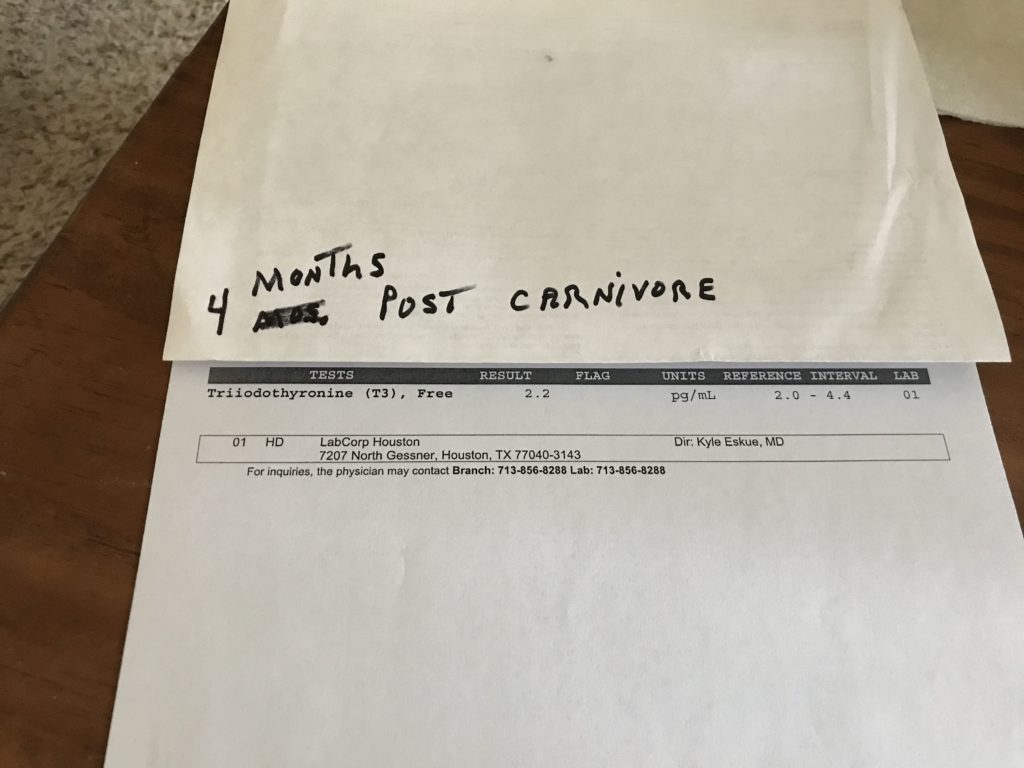 MONTHS
4 MOS. POST CARNIVORE
TESTS RESULT FLAG UNITS REFERENCE INTERVAL LAB
Triiodothyronine (T3), Free 2.2 pg/mL 2.0 - 4.4 01
01 HD LabCorp Houston Dir: Kyle Eskue, MD
7207 North Gessner, Houston, TX 77040-3143
For inquiries, the physician may contact Branch: 713-856-8288 Lab: 713-856-8288